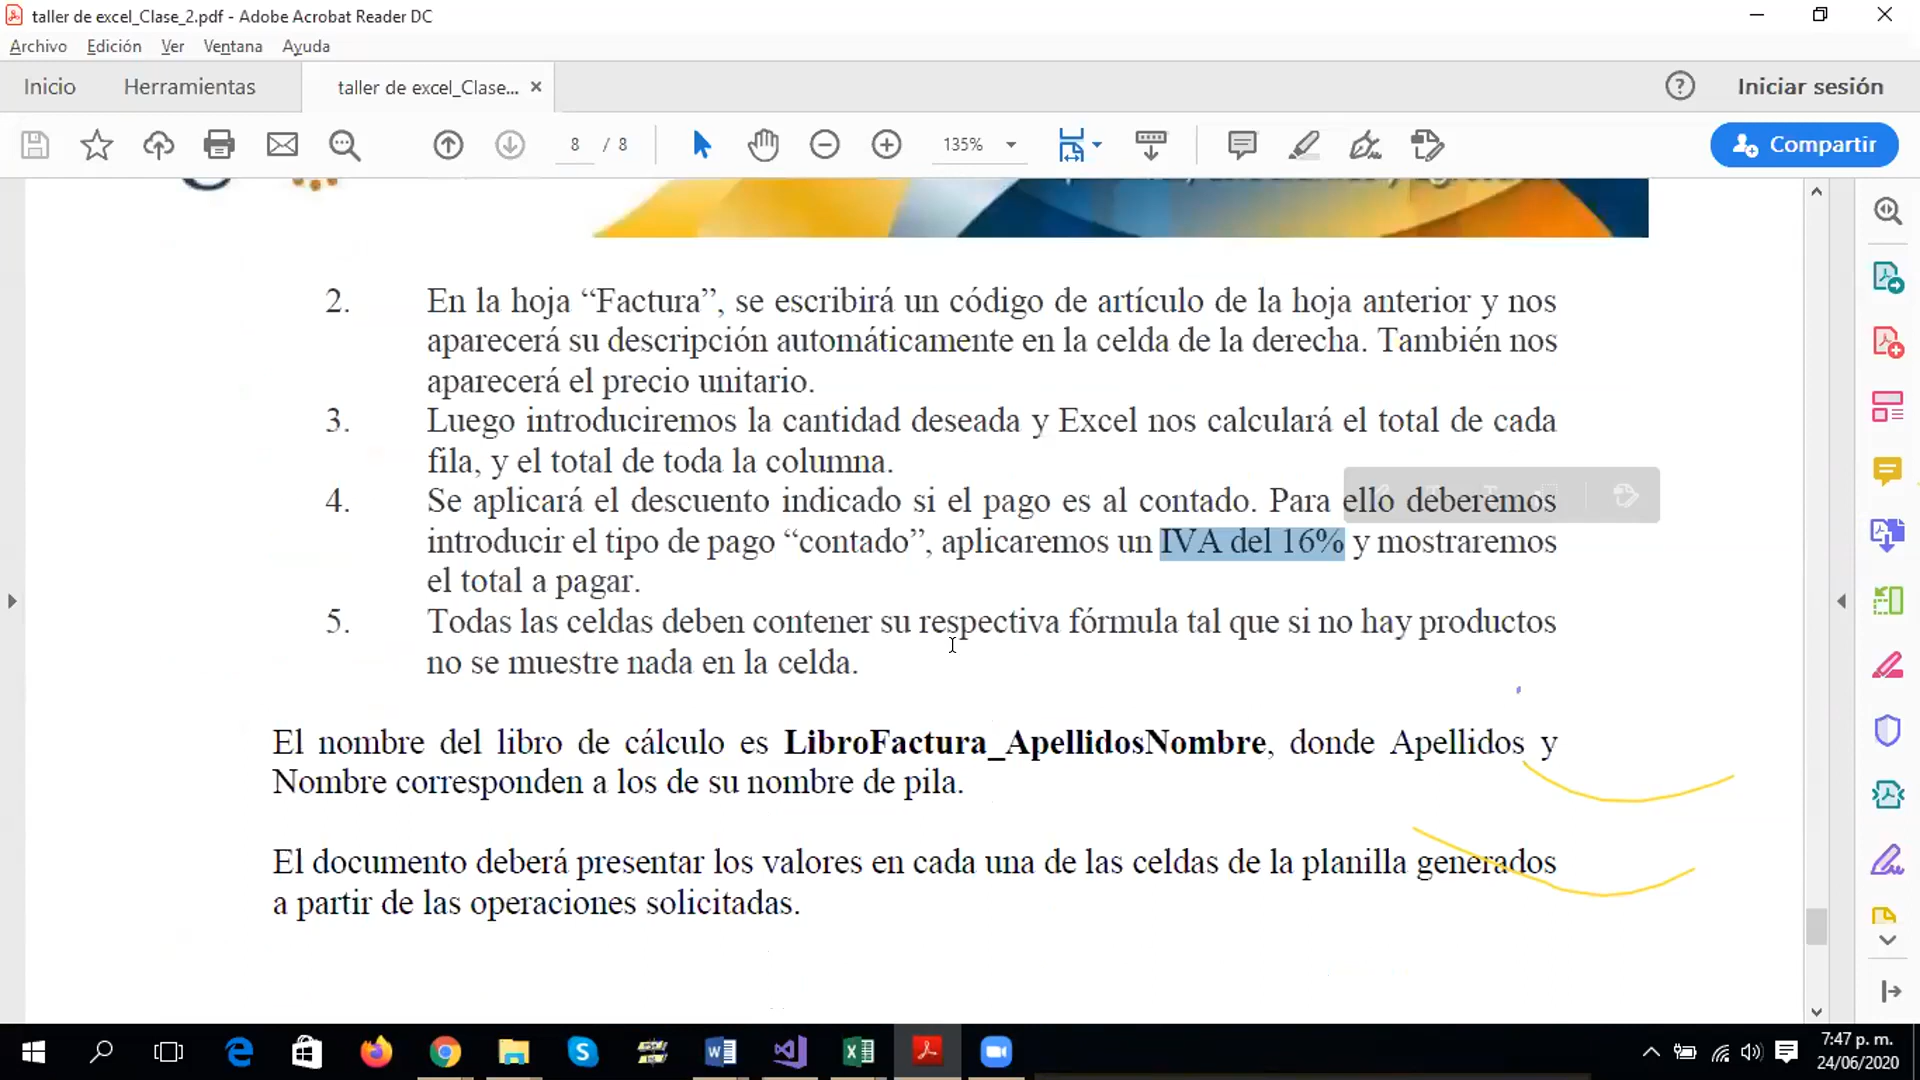 taller de excel_Clase_2.pdf - Adobe Acrobat Reader DC
Archivo Edición Ver Ventana Ayuda
Inicio Herramientas taller de excel_Clase... Iniciar sesión
8 / 8 135% Compartir
2. En la hoja “Factura”, se escribirá un código de artículo de la hoja anterior y nos
aparecerá su descripción automáticamente en la celda de la derecha. También nos
aparecerá el precio unitario.
3. Luego introduciremos la cantidad deseada y Excel nos calculará el total de cada
fila, y el total de toda la columna.
4. Se aplicará el descuento indicado si el pago es al contado. Para ello deberemos
introducir el tipo de pago “contado”, aplicaremos un IVA del 16% y mostraremos
el total a pagar.
5. Todas las celdas deben contener su respectiva fórmula tal que si no hay productos
no se muestre nada en la celda.
El nombre del libro de cálculo es LibroFactura_ApellidosNombre, donde Apellidos y
Nombre corresponden a los de su nombre de pila.
El documento deberá presentar los valores en cada una de las celdas de la planilla generados
a partir de las operaciones solicitadas.
7:47 p. m.
24/06/2020